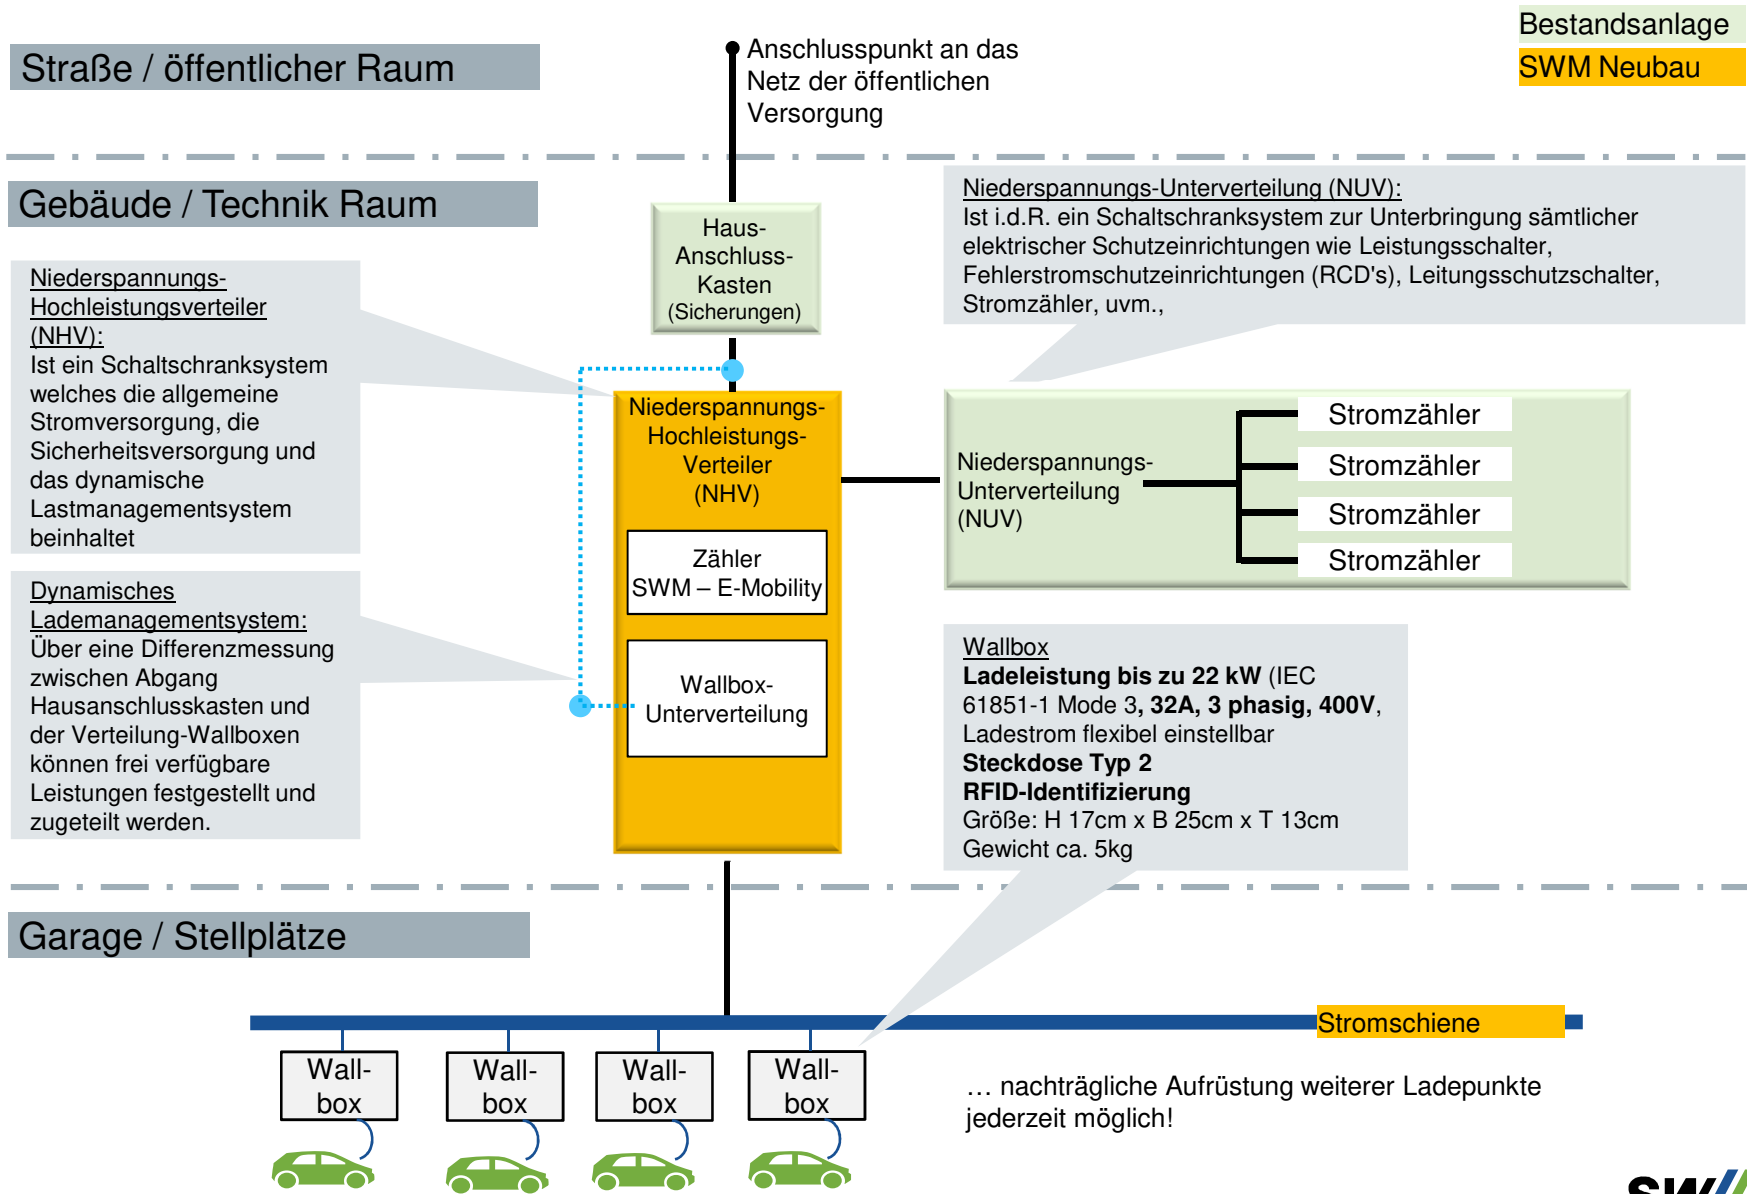 Bestandsanlage
SWM Neubau
Straße / öffentlicher Raum
Anschlusspunkt an das
Netz der öffentlichen
Versorgung
Gebäude / Technik Raum
Haus-
Anschluss-
Kasten
(Sicherungen)
Niederspannungs-Unterverteilung (NUV):
Ist i.d.R. ein Schaltschranksystem zur Unterbringung sämtlicher
elektrischer Schutzeinrichtungen wie Leistungsschalter,
Fehlerstromschutzeinrichtungen (RCD's), Leitungsschutzschalter,
Stromzähler, uvm.,
Niederspannungs-
Hochleistungsverteiler
(NHV):
Ist ein Schaltschranksystem
welches die allgemeine
Stromversorgung, die
Sicherheitsversorgung und
das dynamische
Lastmanagementsystem
beinhaltet
Niederspannungs-
Hochleistungs-
Verteiler
(NHV)
Zähler
SWM – E-Mobility
Wallbox-
Unterverteilung
Niederspannungs-
Unterverteilung
(NUV)
Stromzähler
Stromzähler
Stromzähler
Stromzähler
Dynamisches
Lademanagementsystem:
Über eine Differenzmessung
zwischen Abgang
Hausanschlusskasten und
der Verteilung-Wallboxen
können frei verfügbare
Leistungen festgestellt und
zugeteilt werden.
Wallbox
Ladeleistung bis zu 22 kW (IEC
61851-1 Mode 3, 32A, 3 phasig, 400V,
Ladestrom flexibel einstellbar
Steckdose Typ 2
RFID-Identifizierung
Größe: H 17cm x B 25cm x T 13cm
Gewicht ca. 5kg
Garage / Stellplätze
Stromschiene
Wall-
box
Wall-
box
Wall-
box
Wall-
box
… nachträgliche Aufrüstung weiterer Ladepunkte
jederzeit möglich!